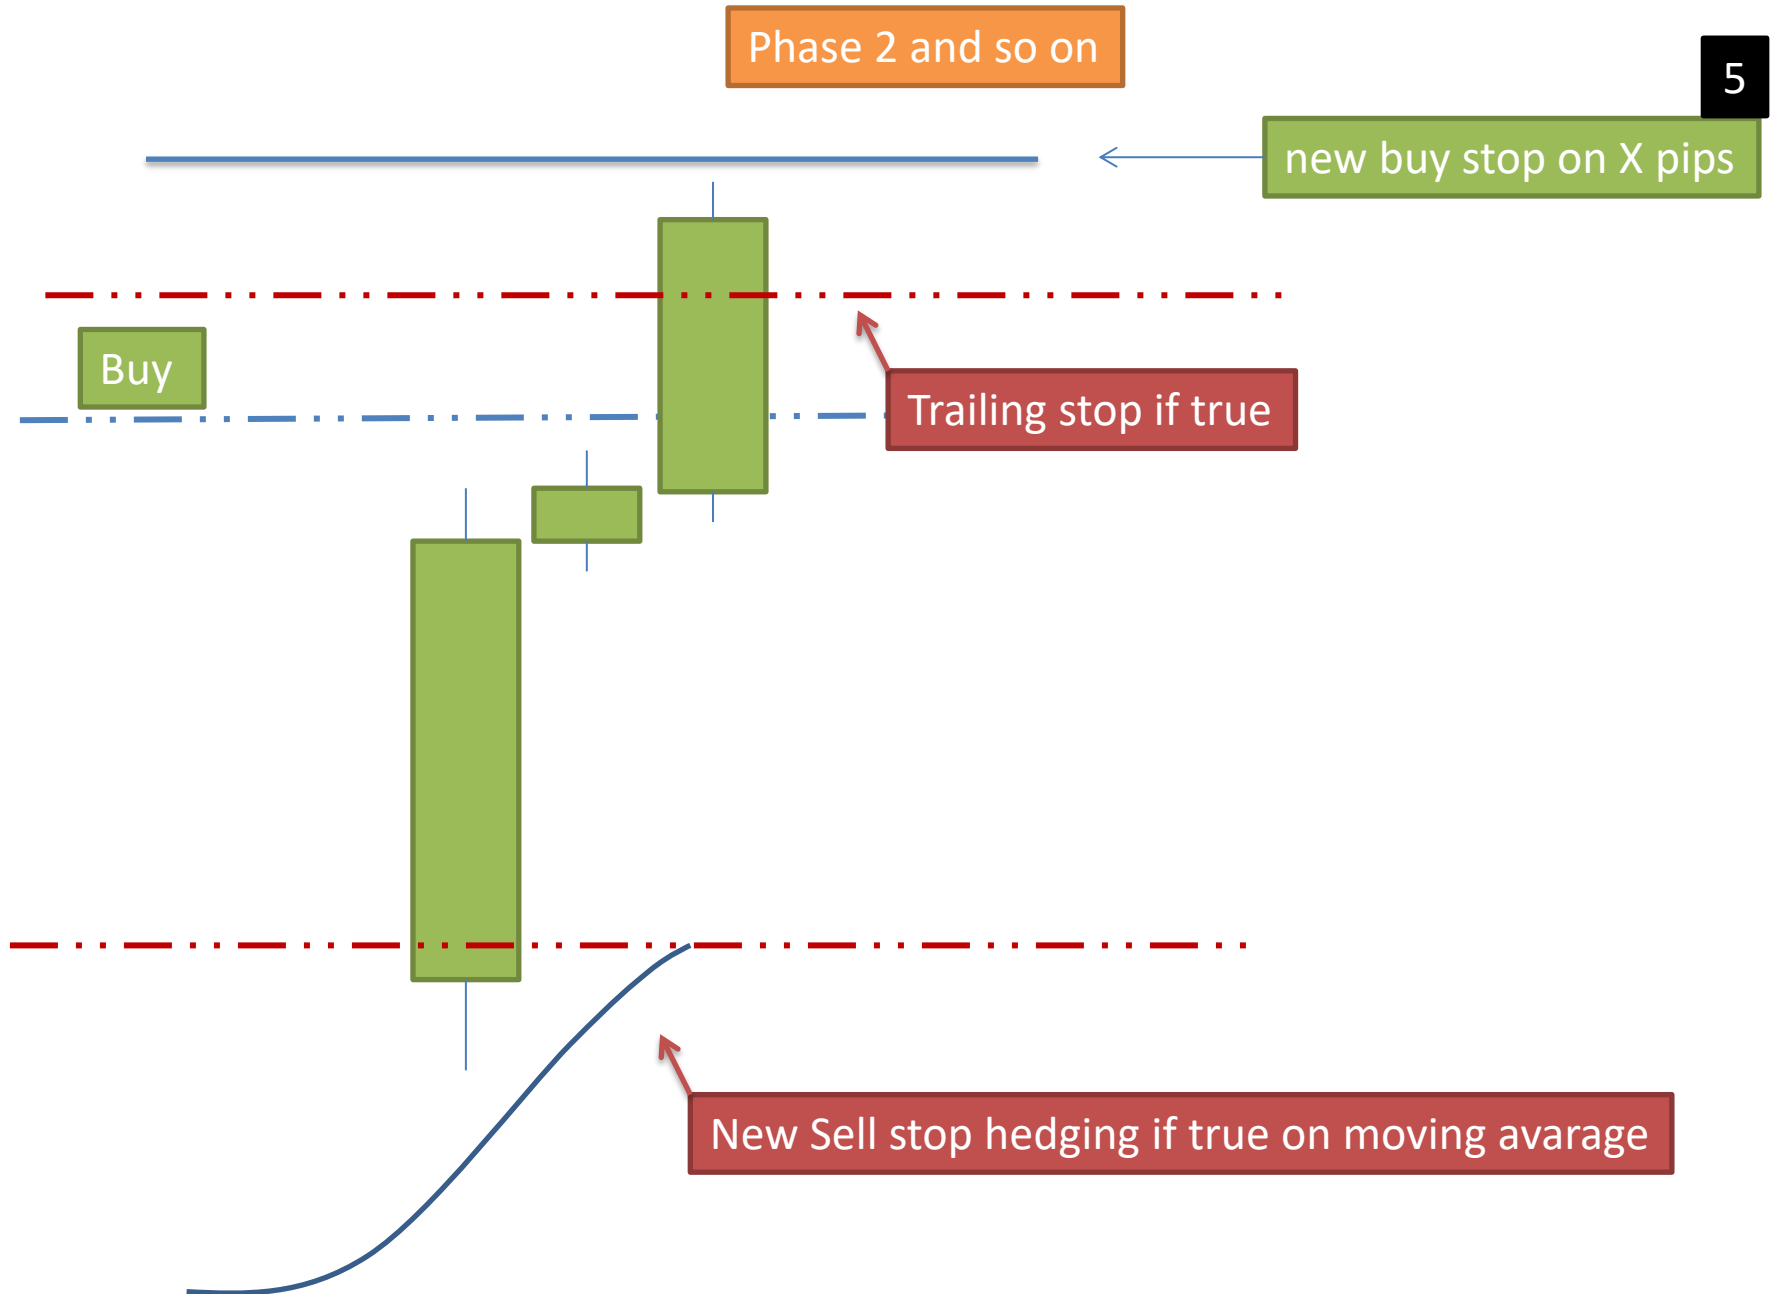 Phase 2 and so on
5
new buy stop on X pips
Buy
Trailing stop if true
New Sell stop hedging if true on moving avarage